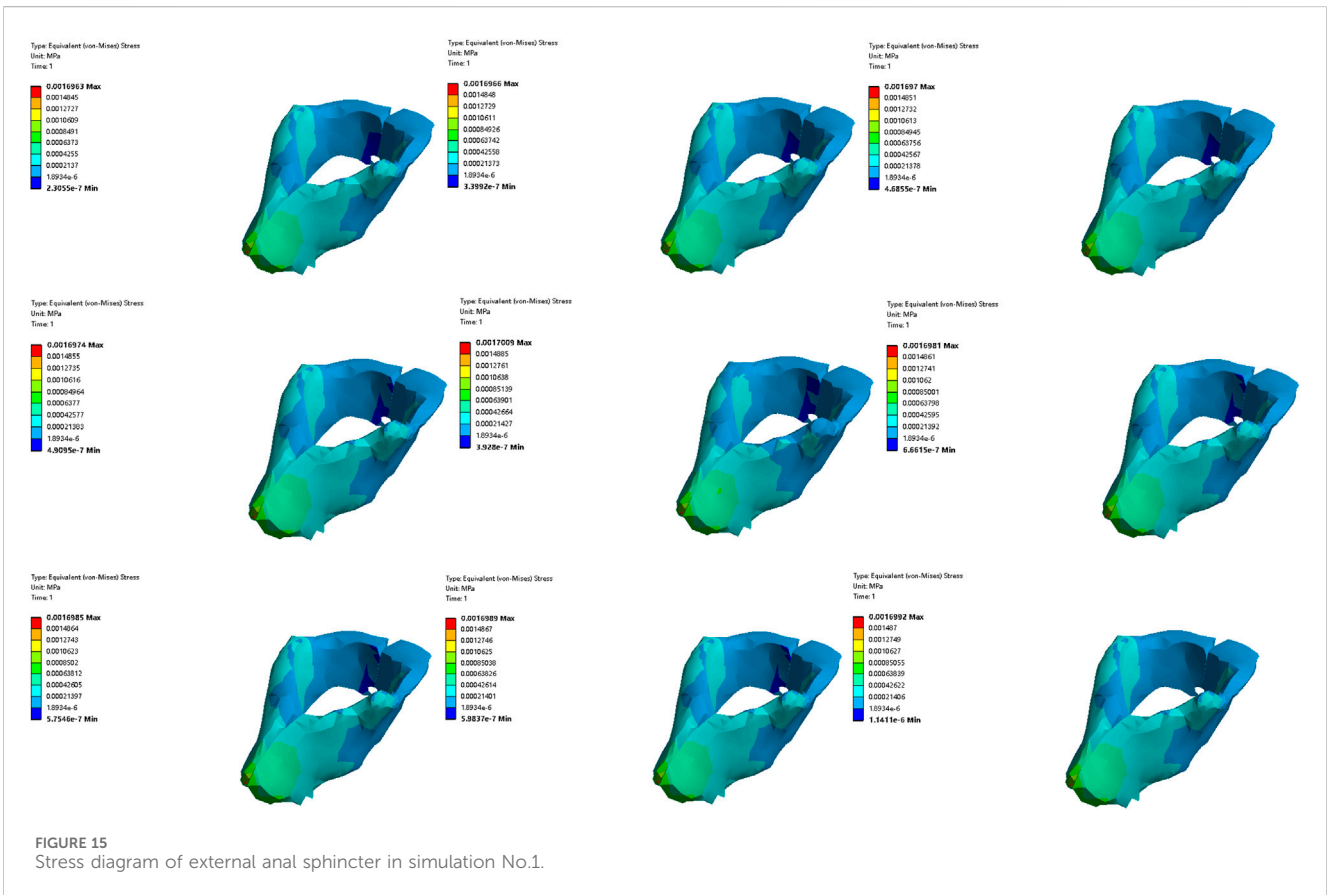 Type: Equivalent (von-Mises) Stress
Unit: MPa
Time: 1
0.0016963 Max
0.0014845
0.0012727
0.0010609
0.0008491
0.0006373
0.0004255
0.0002137
1.8934e-6
2.3055e-7 Min
Type: Equivalent (von-Mises) Stress
Unit: MPa
Time: 1
0.0016966 Max
0.0014848
0.0012729
0.0010611
0.00084926
0.00063742
0.00042558
0.00021373
1.8934e-6
3.3992e-7 Min
Type: Equivalent (von-Mises) Stress
Unit: MPa
Time: 1
0.001697 Max
0.0014851
0.0012732
0.0010613
0.00084945
0.00063756
0.00042567
0.00021378
1.8934e-6
4.6855e-7 Min
Type: Equivalent (von-Mises) Stress
Unit: MPa
Time: 1
0.0016974 Max
0.0014855
0.0012735
0.0010616
0.00084964
0.0006377
0.00042577
0.00021383
1.8934e-6
4.9095e-7 Min
Type: Equivalent (von-Mises) Stress
Unit: MPa
Time: 1
0.0017009 Max
0.0014885
0.0012761
0.0010638
0.00085139
0.00063901
0.00042664
0.00021427
1.8934e-6
3.928e-7 Min
Type: Equivalent (von-Mises) Stress
Unit: MPa
Time: 1
0.0016981 Max
0.0014861
0.0012741
0.001062
0.00085001
0.00063798
0.00042595
0.00021392
1.8934e-6
6.6615e-7 Min
Type: Equivalent (von-Mises) Stress
Unit: MPa
Time: 1
0.0016985 Max
0.0014864
0.0012743
0.0010623
0.0008502
0.00063812
0.00042605
0.00021397
1.8934e-6
5.7546e-7 Min
Type: Equivalent (von-Mises) Stress
Unit: MPa
Time: 1
0.0016989 Max
0.0014867
0.0012746
0.0010625
0.00085038
0.00063826
0.00042614
0.00021401
1.8934e-6
5.9837e-7 Min
Type: Equivalent (von-Mises) Stress
Unit: MPa
Time: 1
0.0016992 Max
0.001487
0.0012749
0.0010627
0.00085055
0.00063839
0.00042622
0.00021406
1.8934e-6
1.1411e-6 Min
FIGURE 15
Stress diagram of external anal sphincter in simulation No.1.